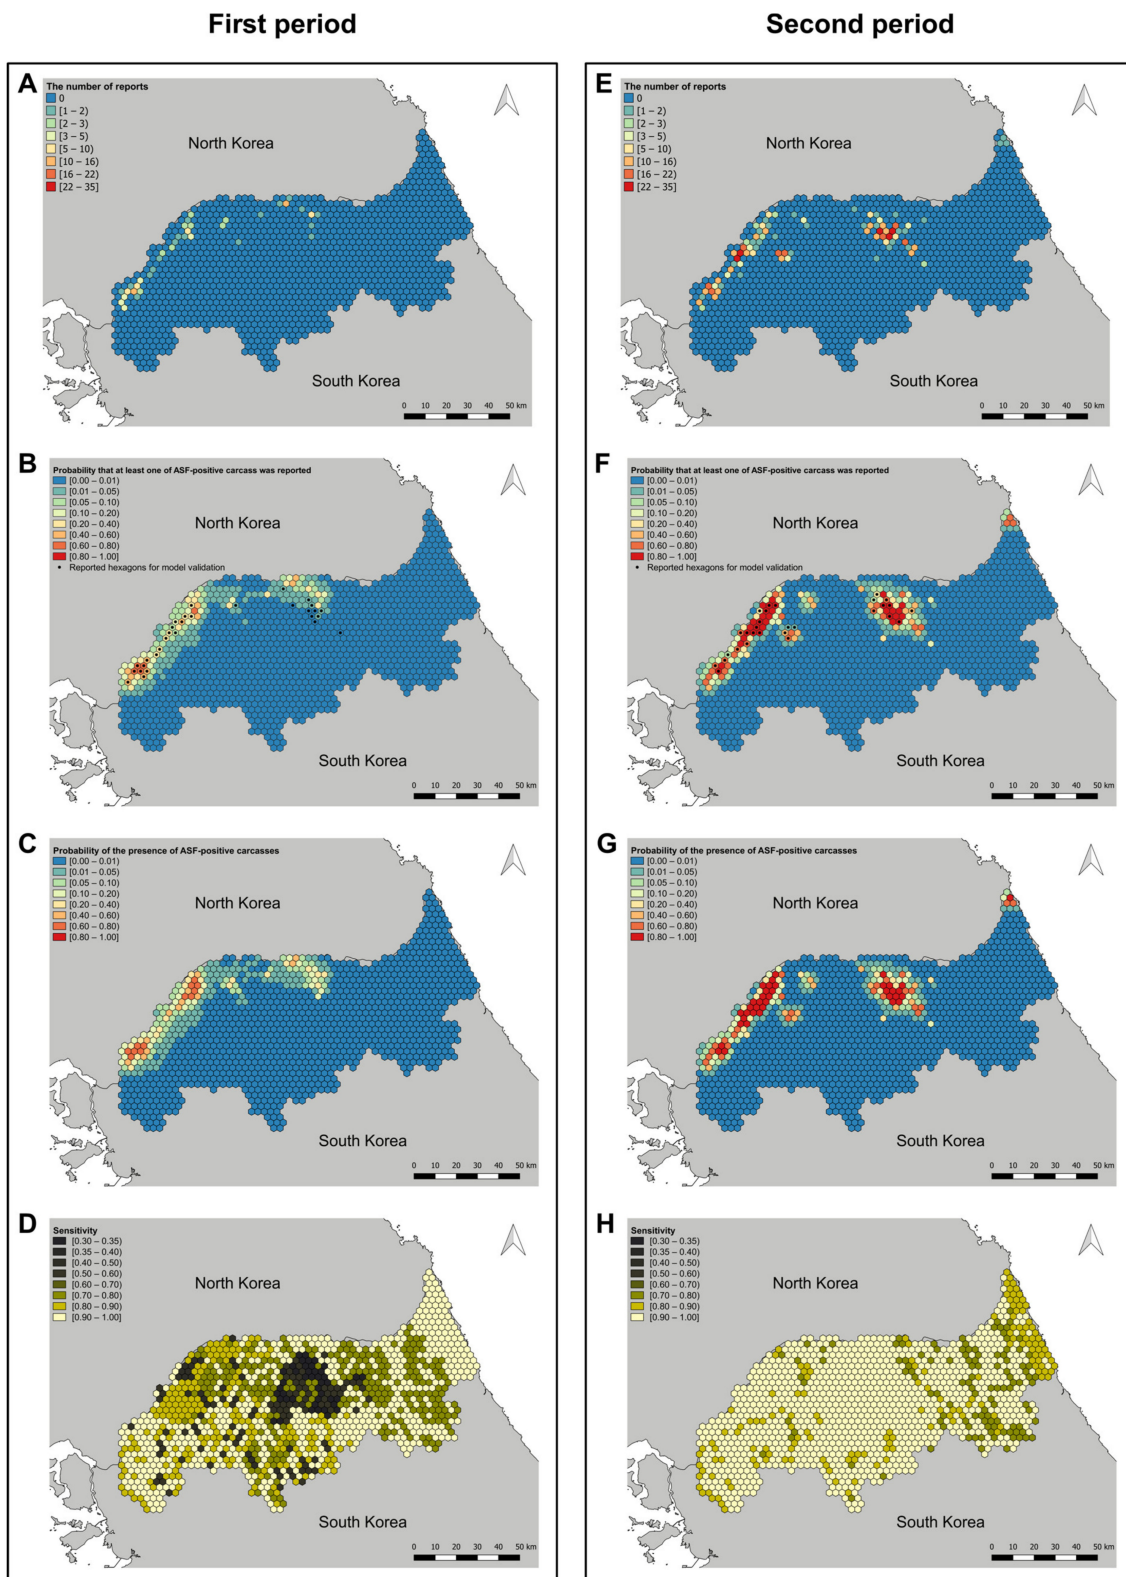 First period
Second period
A
The number of reports
0
[1 – 2)
[2 – 3)
[3 – 5)
[5 – 10)
[10 – 16)
[16 – 22)
[22 – 35]
North Korea
South Korea
0 10 20 30 40 50 km
E
The number of reports
0
[1 – 2)
[2 – 3)
[3 – 5)
[5 – 10)
[10 – 16)
[16 – 22)
[22 – 35]
North Korea
South Korea
0 10 20 30 40 50 km
B
Probability that at least one of ASF-positive carcass was reported
[0.00 – 0.01)
[0.01 – 0.05)
[0.05 – 0.10)
[0.10 – 0.20)
[0.20 – 0.40)
[0.40 – 0.60)
[0.60 – 0.80)
[0.80 – 1.00]
Reported hexagons for model validation
North Korea
South Korea
0 10 20 30 40 50 km
F
Probability that at least one of ASF-positive carcass was reported
[0.00 – 0.01)
[0.01 – 0.05)
[0.05 – 0.10)
[0.10 – 0.20)
[0.20 – 0.40)
[0.40 – 0.60)
[0.60 – 0.80)
[0.80 – 1.00]
Reported hexagons for model validation
North Korea
South Korea
0 10 20 30 40 50 km
C
Probability of the presence of ASF-positive carcasses
[0.00 – 0.01)
[0.01 – 0.05)
[0.05 – 0.10)
[0.10 – 0.20)
[0.20 – 0.40)
[0.40 – 0.60)
[0.60 – 0.80)
[0.80 – 1.00]
North Korea
South Korea
0 10 20 30 40 50 km
G
Probability of the presence of ASF-positive carcasses
[0.00 – 0.01)
[0.01 – 0.05)
[0.05 – 0.10)
[0.10 – 0.20)
[0.20 – 0.40)
[0.40 – 0.60)
[0.60 – 0.80)
[0.80 – 1.00]
North Korea
South Korea
0 10 20 30 40 50 km
D
Sensitivity
[0.30 – 0.35)
[0.35 – 0.40)
[0.40 – 0.50)
[0.50 – 0.60)
[0.60 – 0.70)
[0.70 – 0.80)
[0.80 – 0.90)
[0.90 – 1.00]
North Korea
South Korea
0 10 20 30 40 50 km
H
Sensitivity
[0.30 – 0.35)
[0.35 – 0.40)
[0.40 – 0.50)
[0.50 – 0.60)
[0.60 – 0.70)
[0.70 – 0.80)
[0.80 – 0.90)
[0.90 – 1.00]
North Korea
South Korea
0 10 20 30 40 50 km